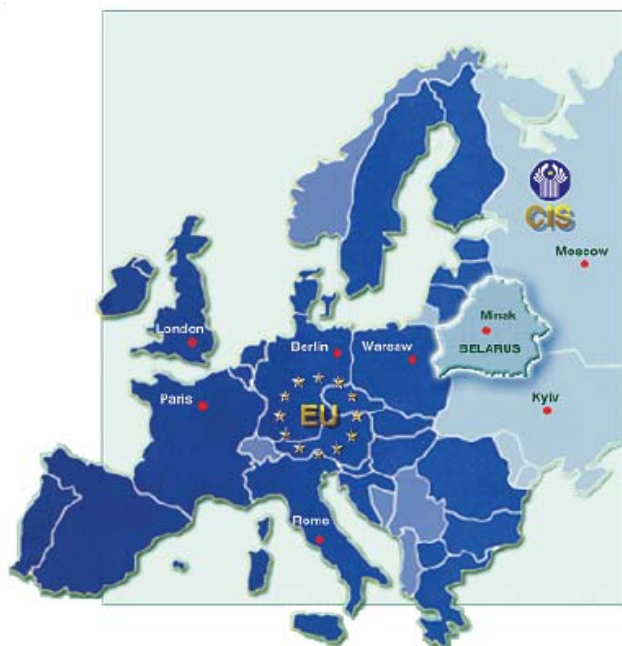 CIS
Moscow
Minsk
BELARUS
London
Berlin
Warsaw
Paris
EU
Kyiv
Rome